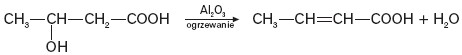 CH₃—CH—CH₂—COOH Al₂O₃ ogrzewanie CH₃—CH=CH—COOH + H₂O
OH